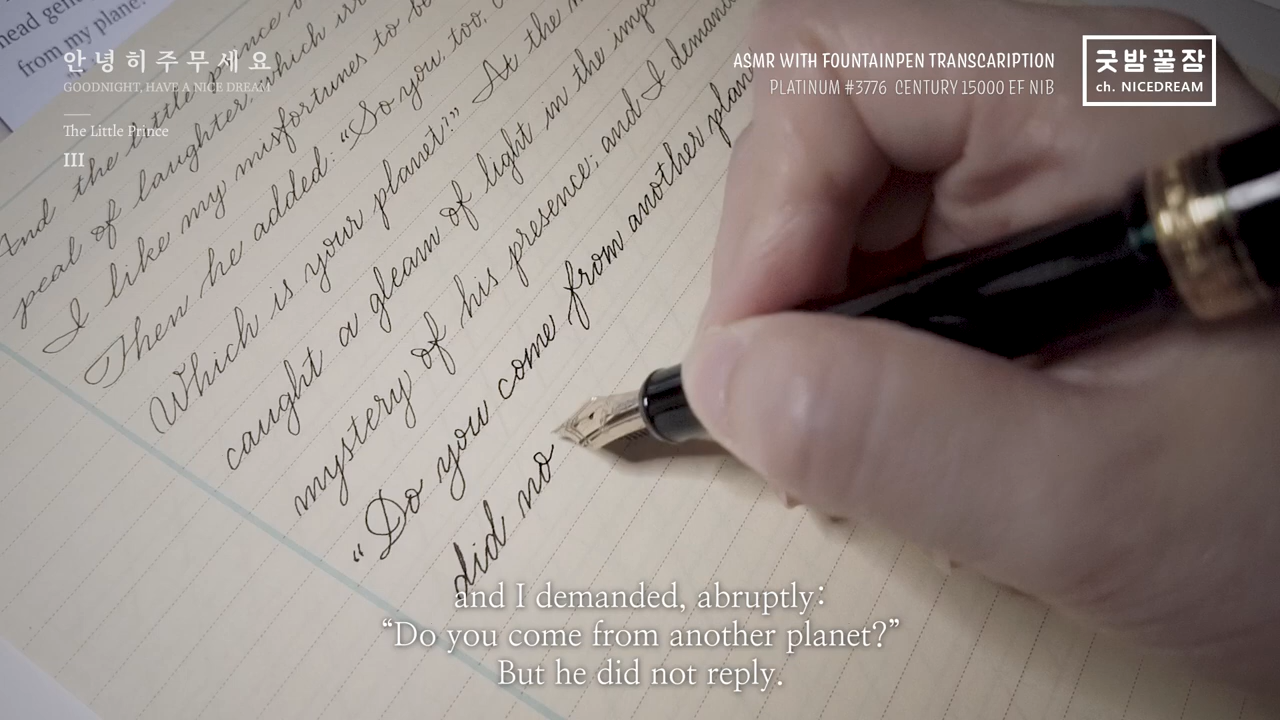 head gen
from my plane.
안녕히주무세요
GOODNIGHT, HAVE A NICE DREAM
The Little Prince
III
ASMR WITH FOUNTAINPEN TRANSCARIPTION
PLATINUM #3776 CENTURY 15000 EF NIB
굿밤꿀잠
ch. NICEDREAM
And the little prince
peal of laughter, which
I like my misfortunes to be
Then he added: "So you, too,
Which is your planet?" At the
caught a gleam of light in the
mystery of his presence; and I demand
"Do you come from another plan
did no
and I demanded, abruptly:
“Do you come from another planet?”
But he did not reply.